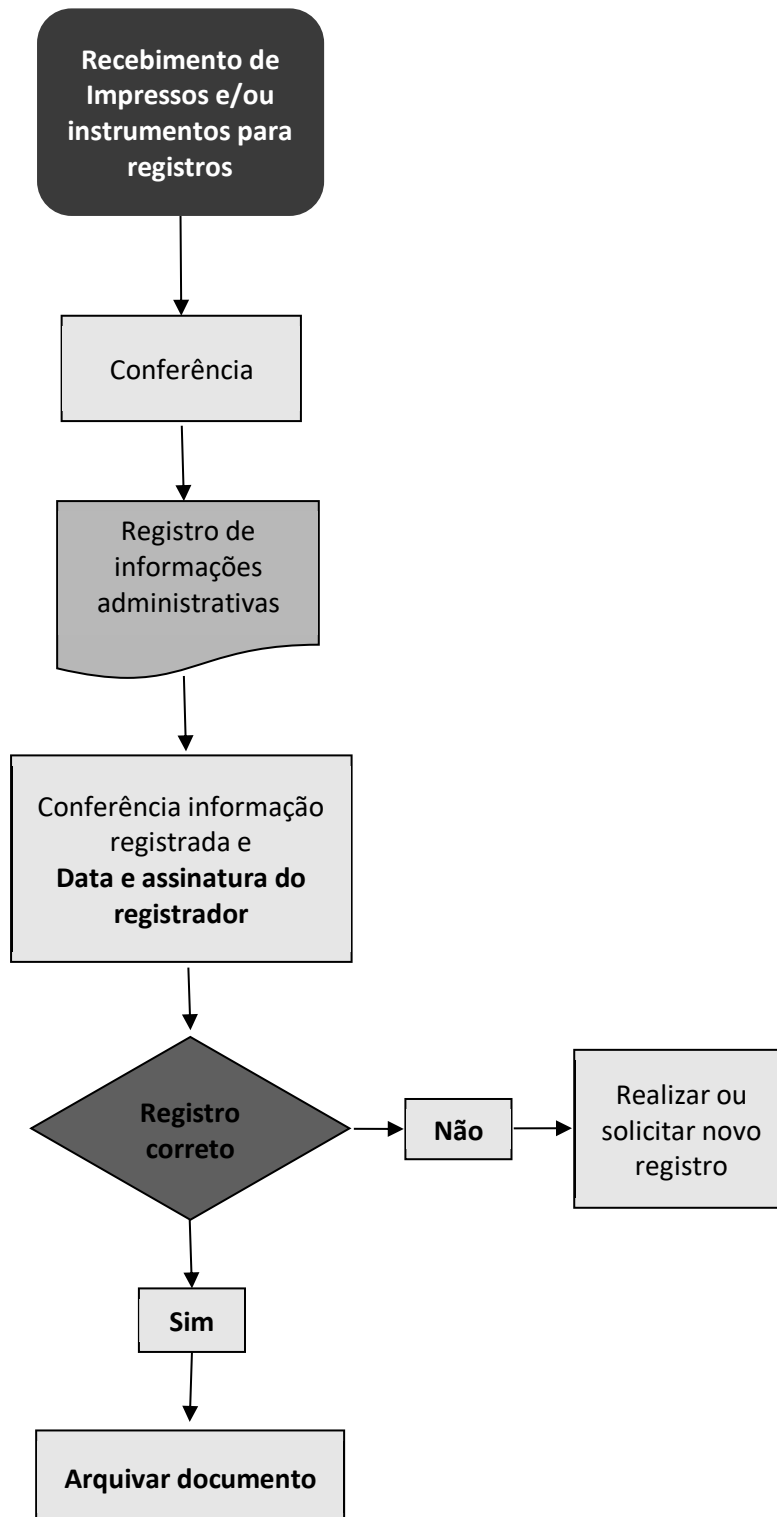 Recebimento de
Impressos e/ou
instrumentos para
registros
Conferência
Registro de
informações
administrativas
Conferência informação
registrada e
Data e assinatura do
registrador
Registro
correto
Não
Realizar ou
solicitar novo
registro
Sim
Arquivar documento